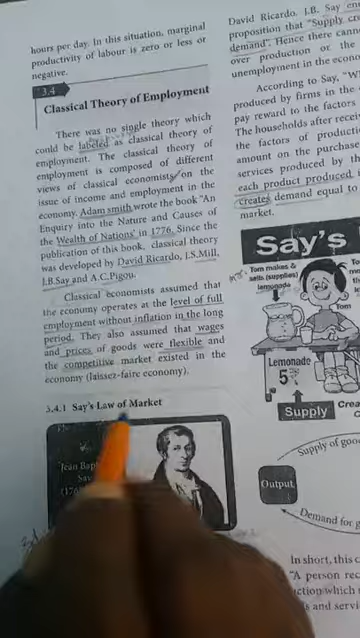 hours per day. In this situation, marginal
productivity of labour is zero or less or
negative.
3.4
Classical Theory of Employment
There was no single theory which
could be labeled as classical theory of
employment. The classical theory of
employment is composed of different
views of classical economists on the
issue of income and employment in the
economy. Adam smith wrote the book "An
Enquiry into the Nature and Causes of
the Wealth of Nations' in 1776. Since the
publication of this book, classical theory
was developed by David Ricardo, J.S.Mill,
J.B.Say and A.C.Pigou.
Classical economists assumed that
the economy operates at the level of full
employment without inflation in the long
period. They also assumed that wages
and prices of goods were flexible and
the competitive market existed in the
economy (laissez-faire economy).
3.4.1 Say's Law of Market
Jean Bap
Say
David Ricardo. J.B. Say
proposition that "Supply
demand". Hence there cann
over production or the
unemployment in the econo
According to Say, "W
produced by firms in the
pay reward to the factors
The households after recei
the factors of product
amount on the purchase
services produced by th
each product produced i
creates demand equal to
market.
Say's
Tom makes &
sells (supplies)
lemonade
To
Tom
Lemonade
5
Supply
Crea
Supply of goo
Output
Demand for g
In short, this c
"A person rec
ction which
s and servi